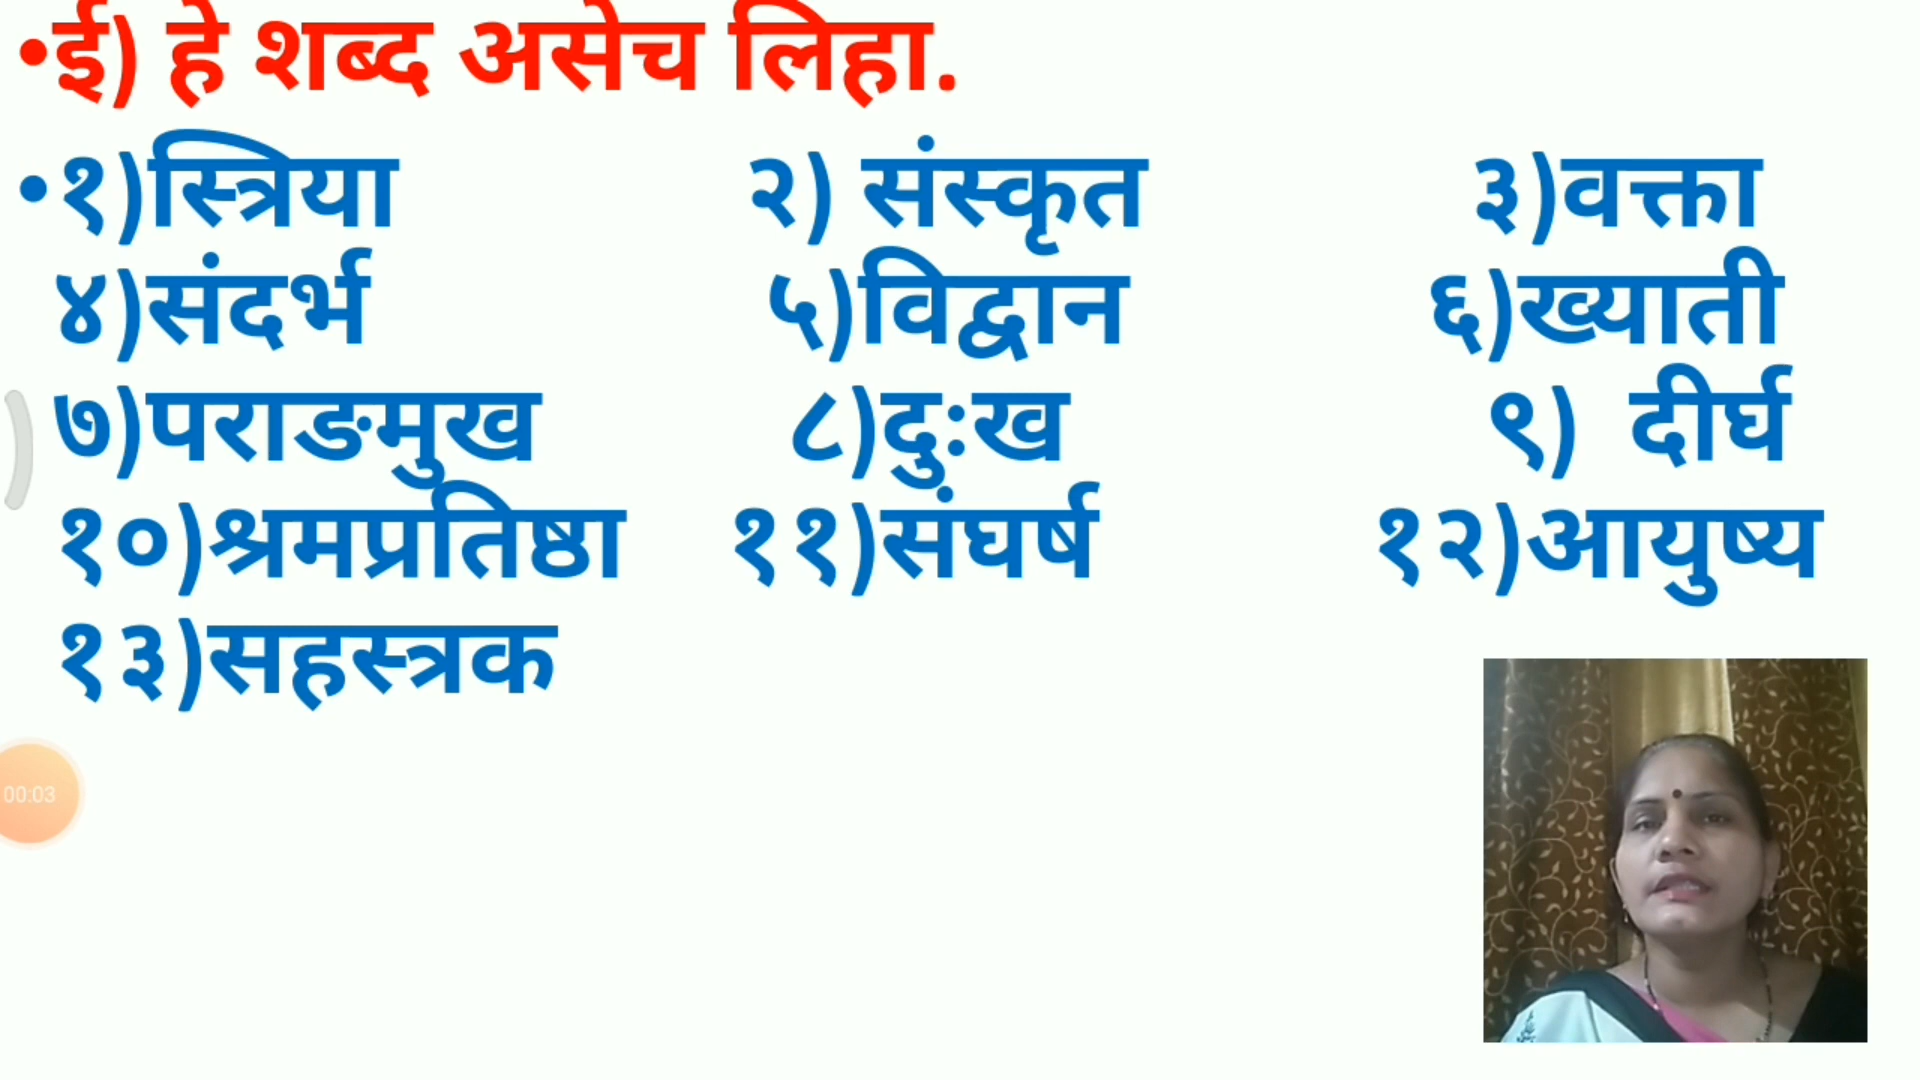 •ई) हे शब्द असेच लिहा.
•१)स्त्रिया २) संस्कृत ३)वक्ता
४)संदर्भ ५)विद्वान ६)ख्याती
७)पराङमुख ८)दुःख ९) दीर्घ
१०)श्रमप्रतिष्ठा ११)संघर्ष १२)आयुष्य
१३)सहस्त्रक
00:03